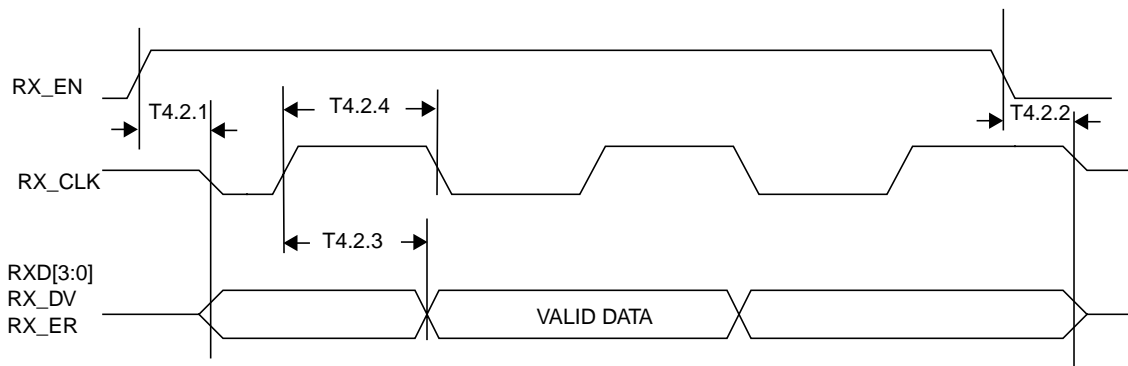 RX_EN
T4.2.1
T4.2.4
T4.2.2
RX_CLK
T4.2.3
RXD[3:0]
RX_DV
RX_ER
VALID DATA